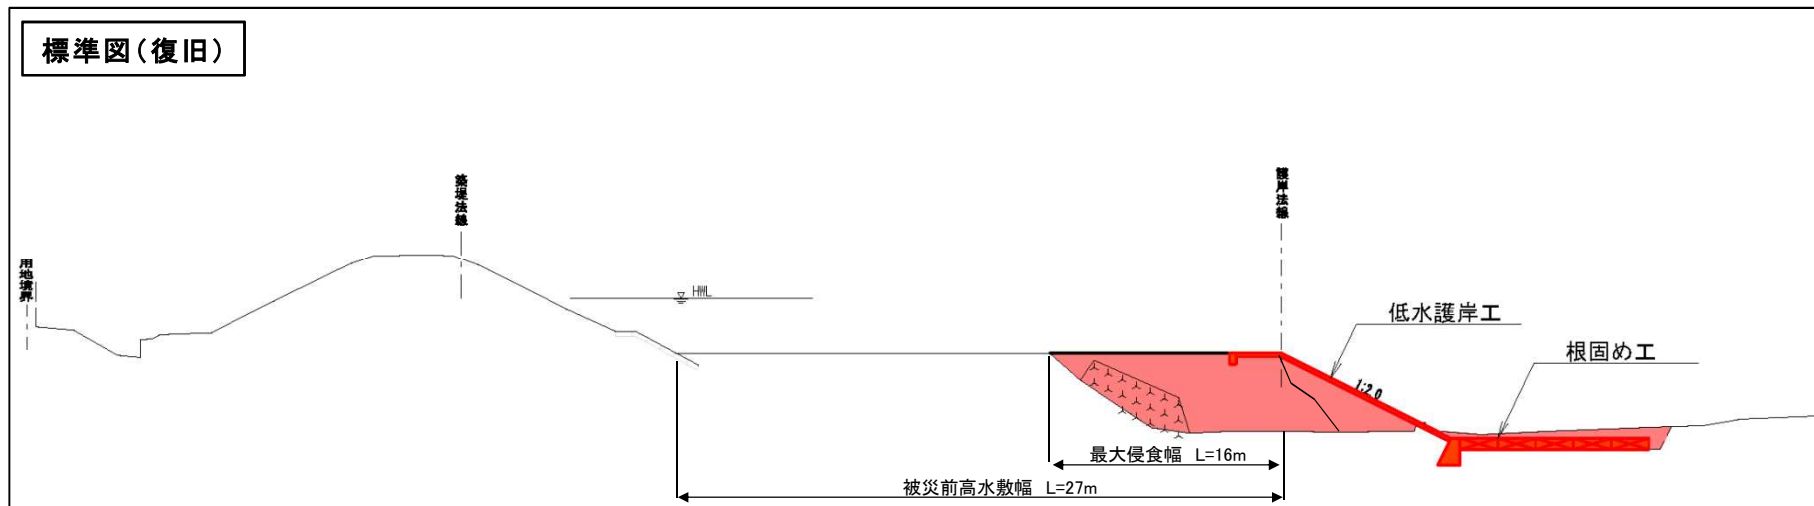 標準図(復旧)
築堤法線
護岸法線
用地境界
HWL
低水護岸工
根固め工
1:2.0
最大侵食幅 L=16m
被災前高水敷幅 L=27m